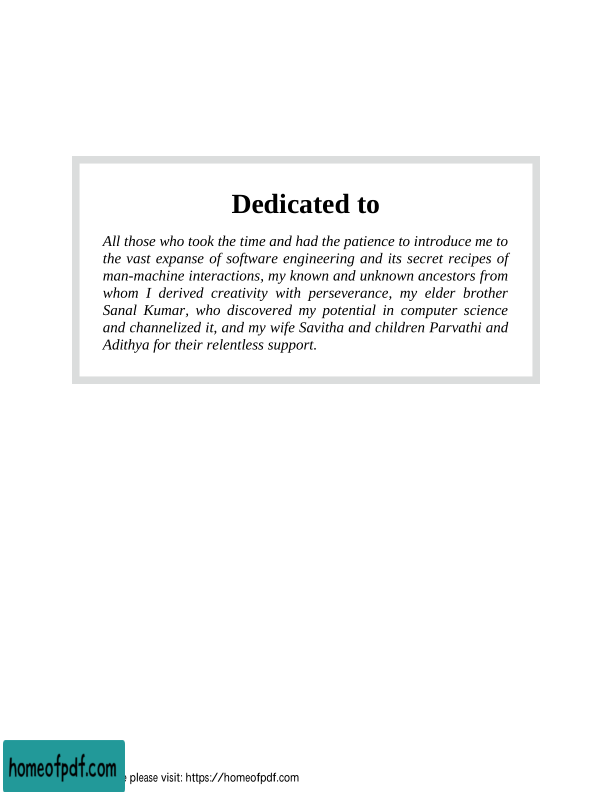 Dedicated to
All those who took the time and had the patience to introduce me to
the vast expanse of software engineering and its secret recipes of
man-machine interactions, my known and unknown ancestors from
whom I derived creativity with perseverance, my elder brother
Sanal Kumar, who discovered my potential in computer science
and channelized it, and my wife Savitha and children Parvathi and
Adithya for their relentless support.
homeofpdf.com
please visit: https://homeofpdf.com